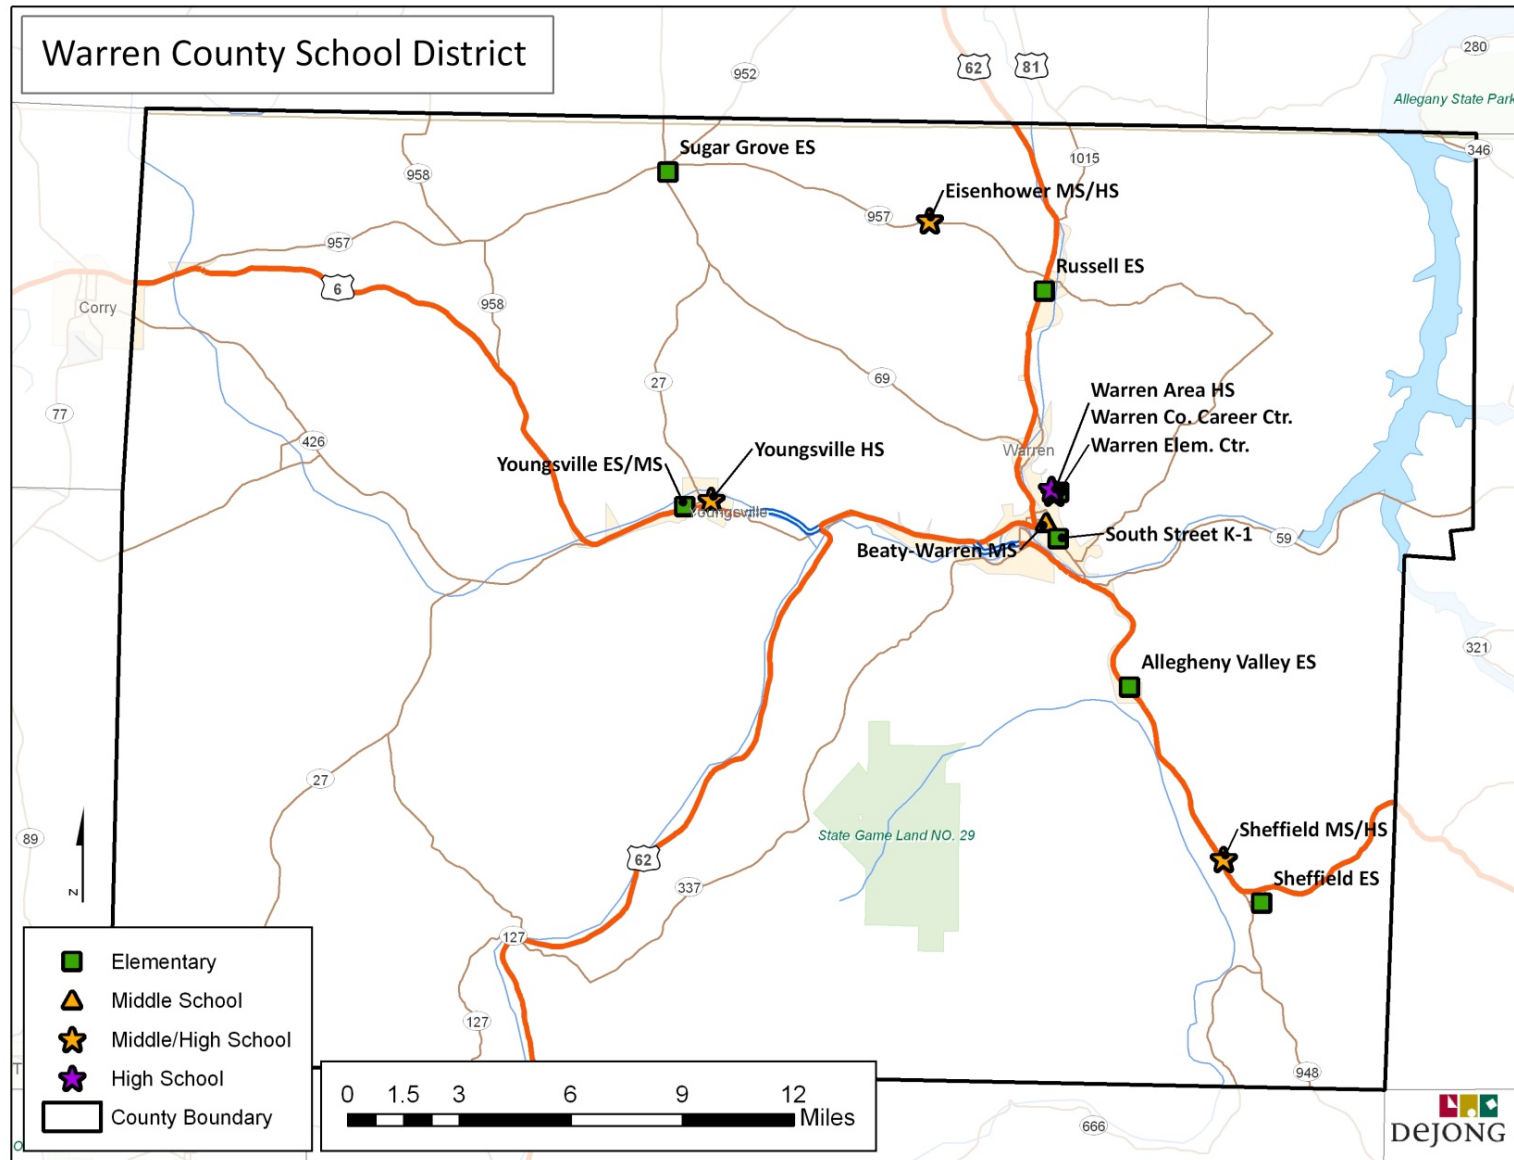 Warren County School District
952
62
81
280
Allegany State Park
Sugar Grove ES
1015
346
958
Eisenhower MS/HS
957
957
Russell ES
6
958
Corry
27
69
Warren Area HS
Warren Co. Career Ctr.
Warren Elem. Ctr.
77
426
Warren
Youngsville ES/MS
Youngsville HS
Youngsville
South Street K-1
Beaty-Warren MS
59
321
Allegheny Valley ES
27
State Game Land NO. 29
Sheffield MS/HS
89
62
337
Sheffield ES
z
127
127
Elementary
Middle School
Middle/High School
High School
County Boundary
948
0 1.5 3 6 9 12
Miles
666
DeJONG